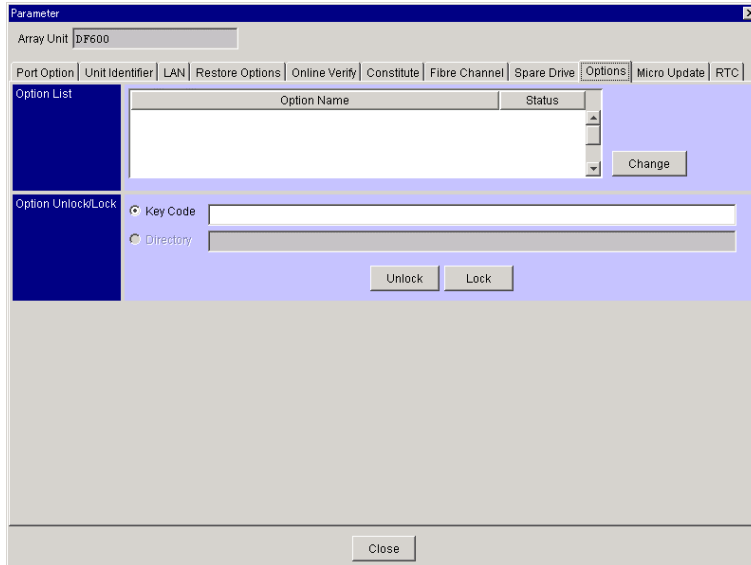 Parameter
Array Unit DF600
Port Option Unit Identifier LAN Restore Options Online Verify Constitute Fibre Channel Spare Drive Options Micro Update RTC
Option List
Option Name Status
Change
Option Unlock/Lock
Key Code
Directory
Unlock Lock
Close